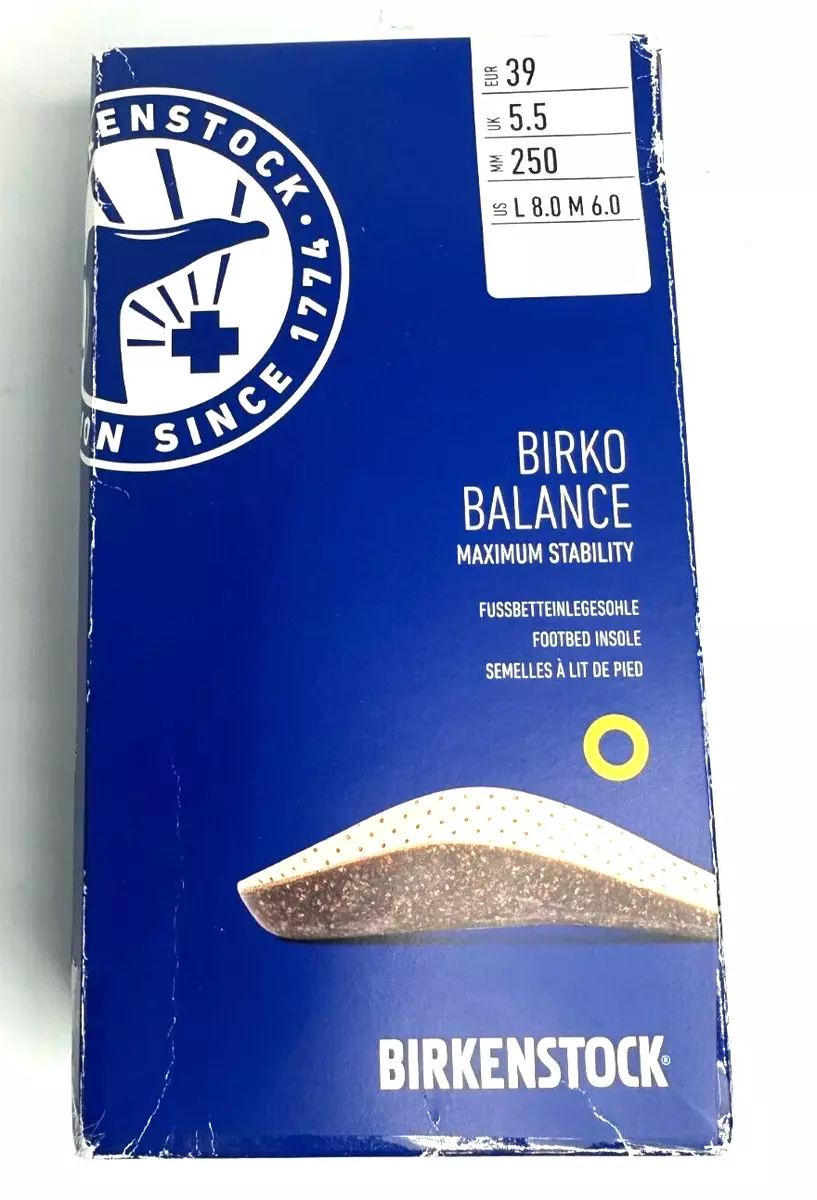 EUR 39
UK 5.5
MM 250
US L 8.0 M 6.0
ENSTOCK · 1774
ON SINCE
BIRKO
BALANCE
MAXIMUM STABILITY
FUSSBETTEINLEGESOHLE
FOOTBED INSOLE
SEMELLES À LIT DE PIED
BIRKENSTOCK®